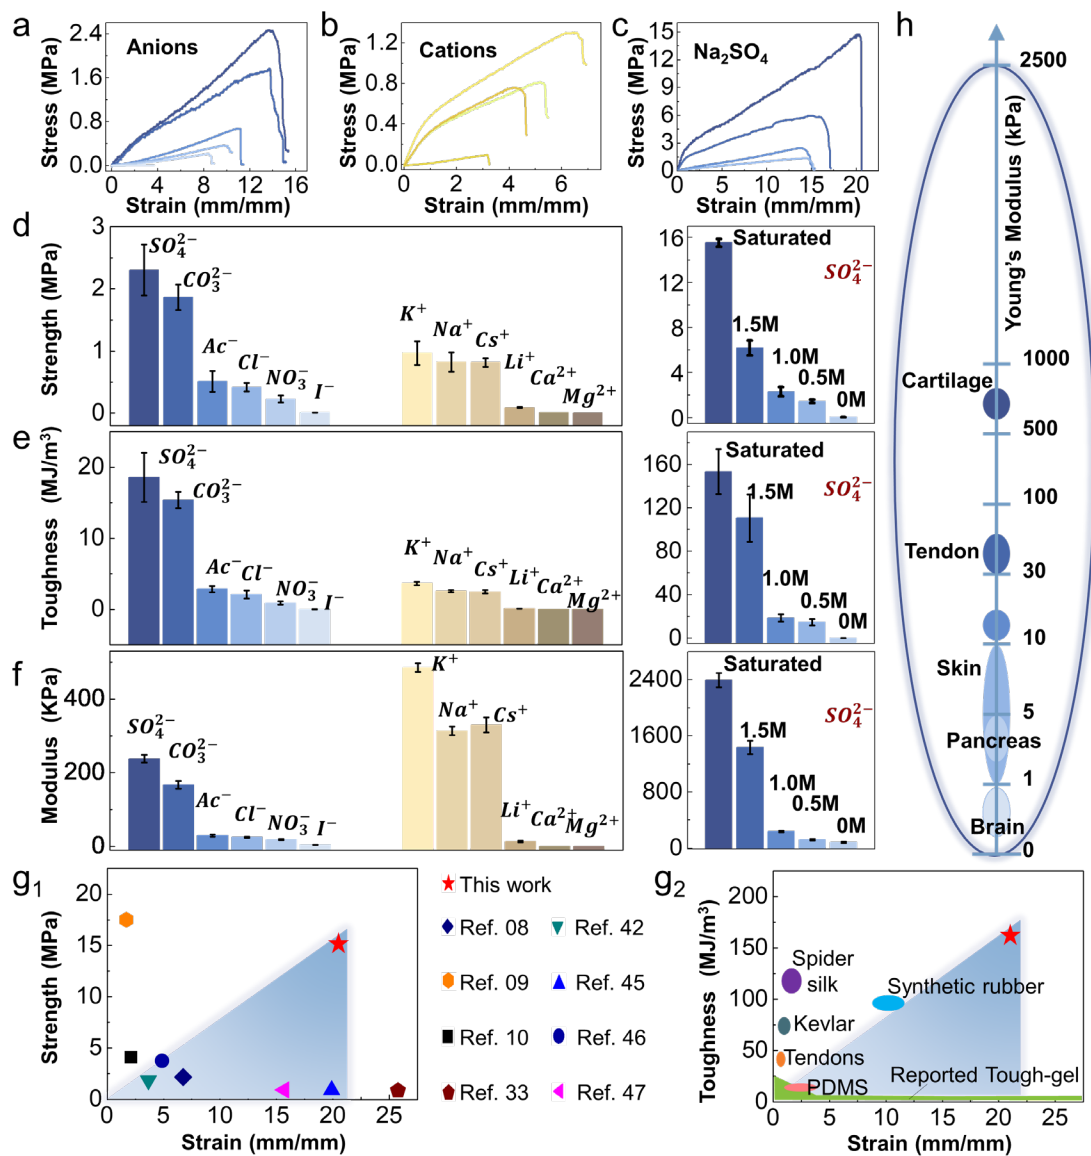 a
Stress (MPa)
2.4
1.6
0.8
0.0
Anions
0 4 8 12 16
Strain (mm/mm)
b
Stress (MPa)
1.2
0.8
0.4
0.0
Cations
0 2 4 6
Strain (mm/mm)
c
Stress (MPa)
15
12
9
6
3
0
Na₂SO₄
0 5 10 15 20
Strain (mm/mm)
d
Strength (MPa)
3
2
1
0
SO₄²⁻
CO₃²⁻
Ac⁻
Cl⁻
NO₃⁻
I⁻
K⁺
Na⁺
Cs⁺
Li⁺
Ca²⁺
Mg²⁺
16
12
8
4
0
Saturated
SO₄²⁻
1.5M
1.0M
0.5M
0M
e
Toughness (MJ/m³)
20
10
0
SO₄²⁻
CO₃²⁻
Ac⁻
Cl⁻
NO₃⁻
I⁻
K⁺
Na⁺
Cs⁺
Li⁺
Ca²⁺
Mg²⁺
160
120
80
40
0
Saturated
SO₄²⁻
1.5M
1.0M
0.5M
0M
f
Modulus (KPa)
400
200
0
SO₄²⁻
CO₃²⁻
Ac⁻
Cl⁻
NO₃⁻
I⁻
K⁺
Na⁺
Cs⁺
Li⁺
Ca²⁺
Mg²⁺
2400
1600
800
0
Saturated
SO₄²⁻
1.5M
1.0M
0.5M
0M
g₁
Strength (MPa)
20
15
10
5
0
0 5 10 15 20 25
Strain (mm/mm)
This work
Ref. 08
Ref. 42
Ref. 09
Ref. 45
Ref. 10
Ref. 46
Ref. 33
Ref. 47
g₂
Toughness (MJ/m³)
200
150
100
50
0
Spider
silk
Synthetic rubber
Kevlar
Tendons
PDMS
Reported Tough-gel
0 5 10 15 20 25
Strain (mm/mm)
h
Young's Modulus (kPa)
2500
1000
Cartilage
500
100
Tendon
30
10
Skin
5
Pancreas
1
Brain
0